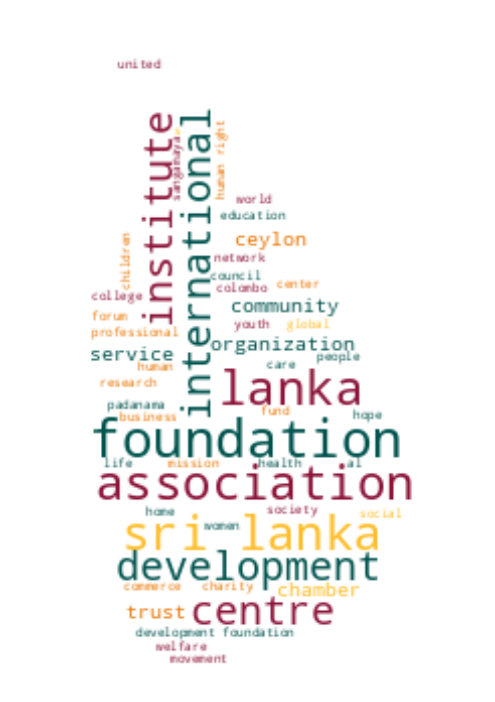 united
institute
international
sangamaya
human right
world
education
children
ceylon
network
council
college
colombo
center
forum
community
professional
youth
global
service
organization
people
human
care
research
lanka
padanama
business
fund
hope
foundation
life
mission
health
al
association
home
society
social
women
sri lanka
development
commerce
charity
chamber
trust
centre
development foundation
welfare
movement